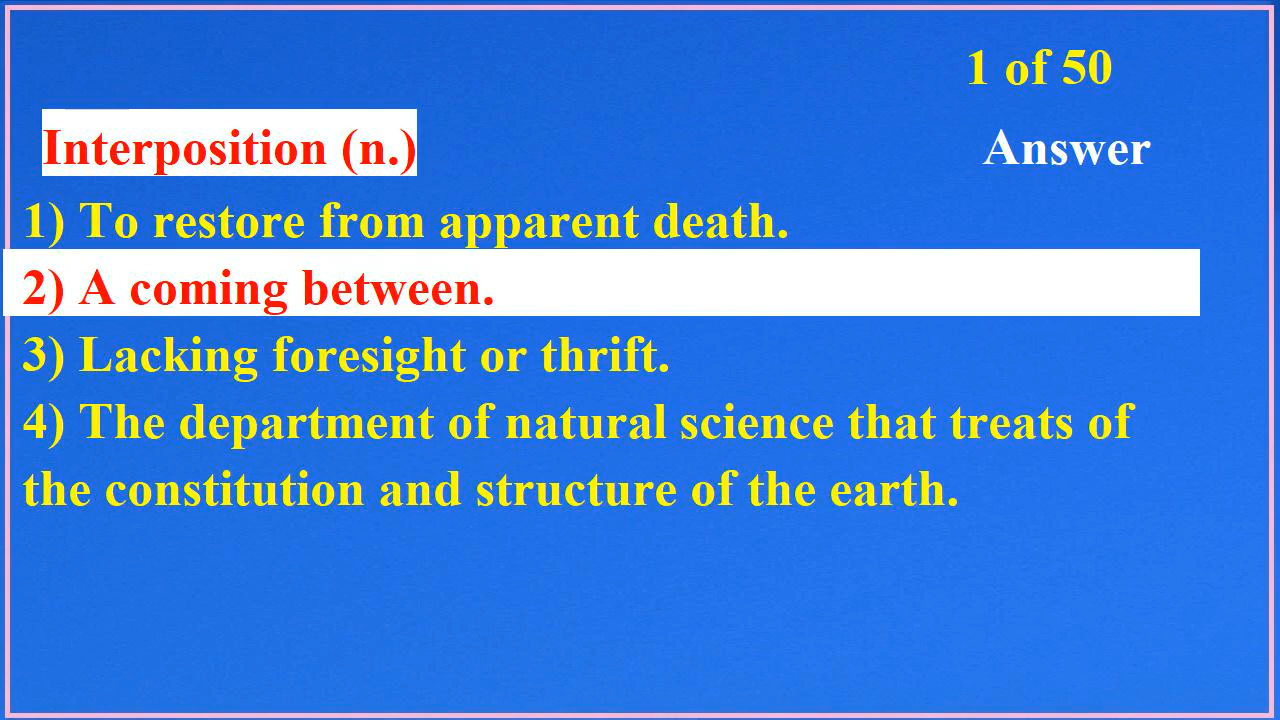 1 of 50
Interposition (n.)
Answer
1) To restore from apparent death.
2) A coming between.
3) Lacking foresight or thrift.
4) The department of natural science that treats of
the constitution and structure of the earth.